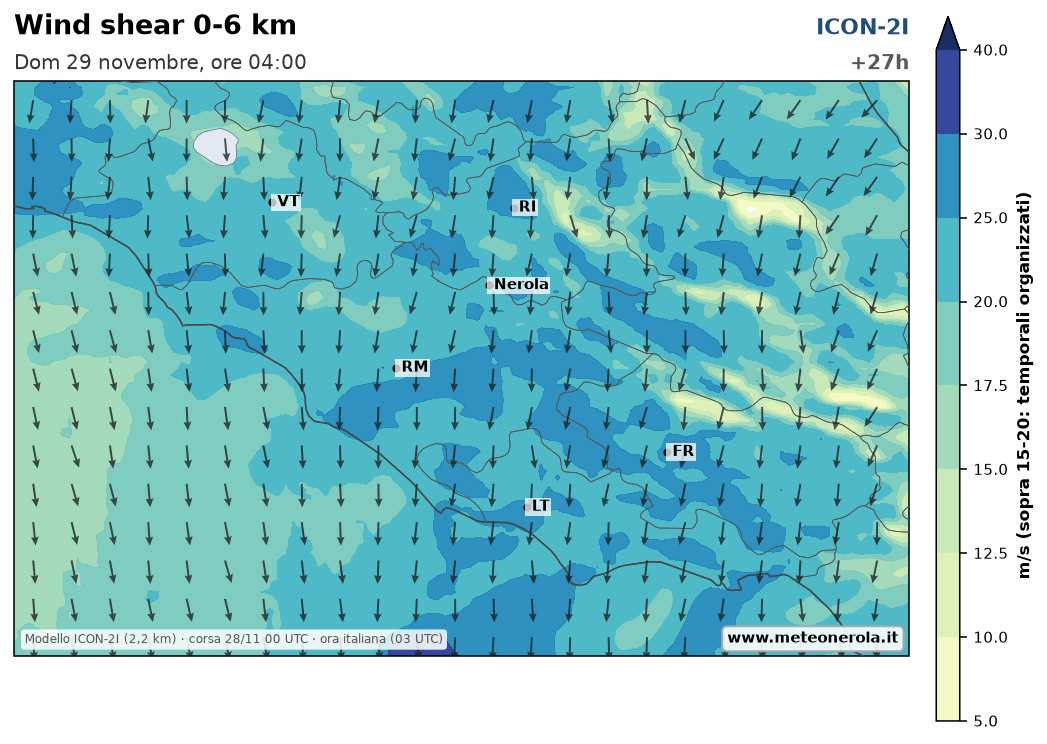 Wind shear 0-6 km
ICON-2I
Dom 29 novembre, ore 04:00
+27h
VT
RI
Nerola
RM
FR
LT
Modello ICON-2I (2,2 km) · corsa 28/11 00 UTC · ora italiana (03 UTC)
www.meteonerola.it
40.0
30.0
25.0
20.0
17.5
15.0
12.5
10.0
5.0
m/s (sopra 15-20: temporali organizzati)